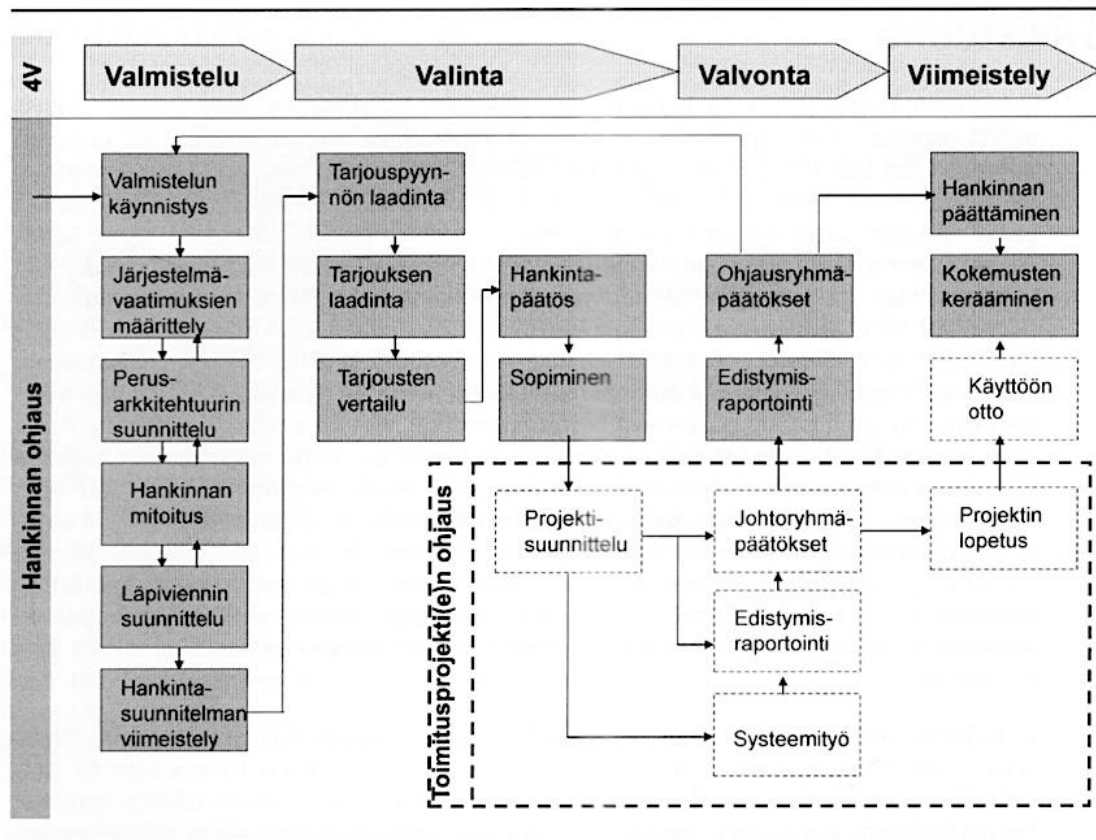 4V
Valmistelu
Valinta
Valvonta
Viimeistely
Hankinnan ohjaus
Valmistelun
käynnistys
Järjestelmä-
vaatimuksien
määrittely
Perus-
arkkitehtuurin
suunnittelu
Hankinnan
mitoitus
Läpiviennin
suunnittelu
Hankinta-
suunnitelman
viimeistely
Tarjouspyyn-
nön laadinta
Tarjouksen
laadinta
Tarjousten
vertailu
Hankinta-
päätös
Sopiminen
Ohjausryhmä-
päätökset
Edistymis-
raportointi
Hankinnan
päättäminen
Kokemusten
kerääminen
Käyttöön
otto
Toimitusprojekti(e)n ohjaus
Projekti-
suunnittelu
Johtoryhmä-
päätökset
Edistymis-
raportointi
Systeemityö
Projektin
lopetus